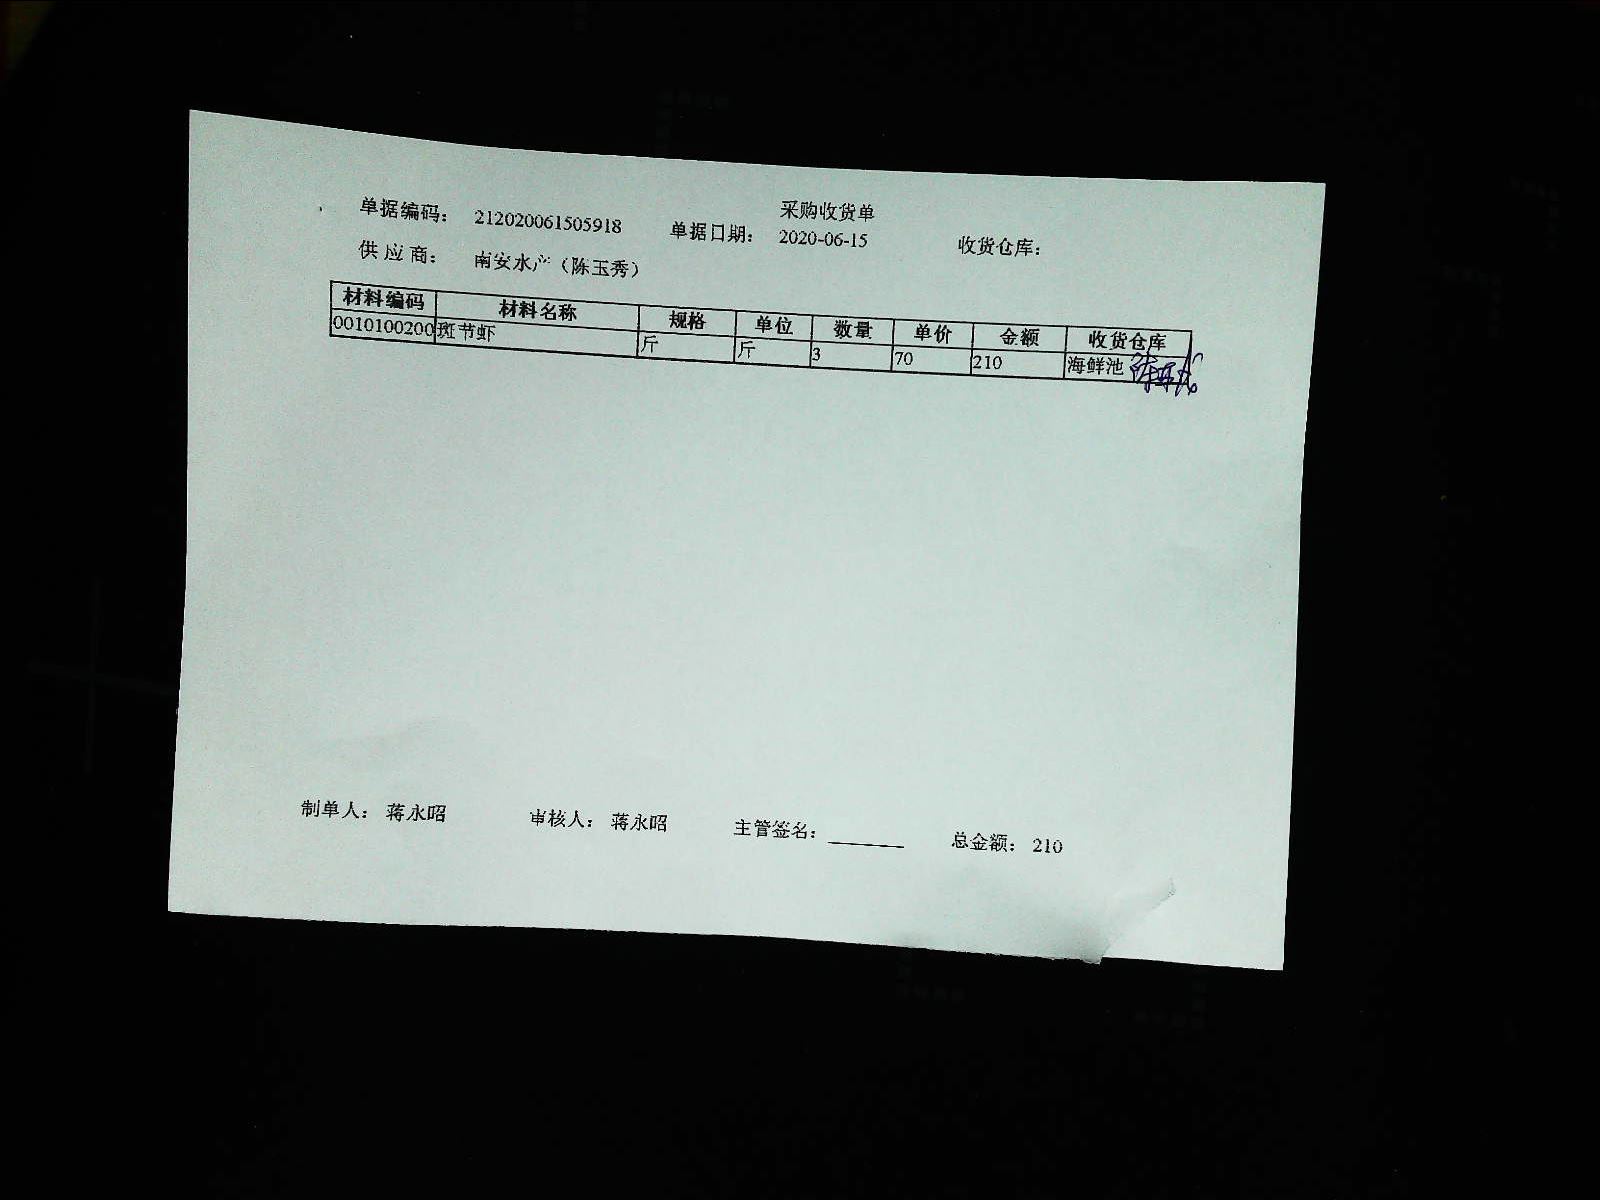 采购收货单
单据编码： 212020061505918 单据日期： 2020-06-15 收货仓库：
供 应 商： 南安水产（陈玉秀）
材料编码 材料名称 规格 单位 数量 单价 金额 收货仓库
0010100200 斑节虾 斤 斤 3 70 210 海鲜池
制单人： 蒋永昭 审核人： 蒋永昭 主管签名：______ 总金额： 210